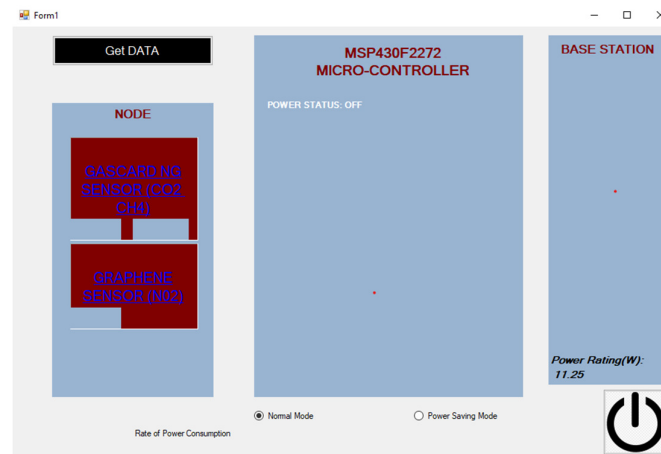 Form1
Get DATA
NODE
GASCARD NG
SENSOR (CO2
CH4)
GRAPHENE
SENSOR (N02)
MSP430F2272
MICRO-CONTROLLER
POWER STATUS: OFF
BASE STATION
Power Rating(W):
11.25
Normal Mode
Power Saving Mode
Rate of Power Consumption